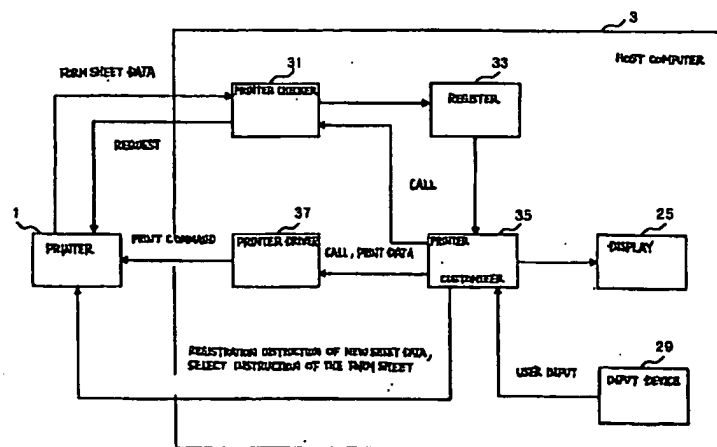 3
HOST COMPUTER
FORM SHEET DATA
31
PRINTER CHECKER
33
REGISTER
REQUEST
CALL
1
PRINTER
PRINT COMMAND
37
PRINTER DRIVER
CALL, PRINT DATA
35
PRINTER
CUSTOMIZER
25
DISPLAY
REGISTRATION INSTRUCTION OF NEW SHEET DATA,
SELECT INSTRUCTION OF THE FORM SHEET
USER INPUT
29
INPUT DEVICE